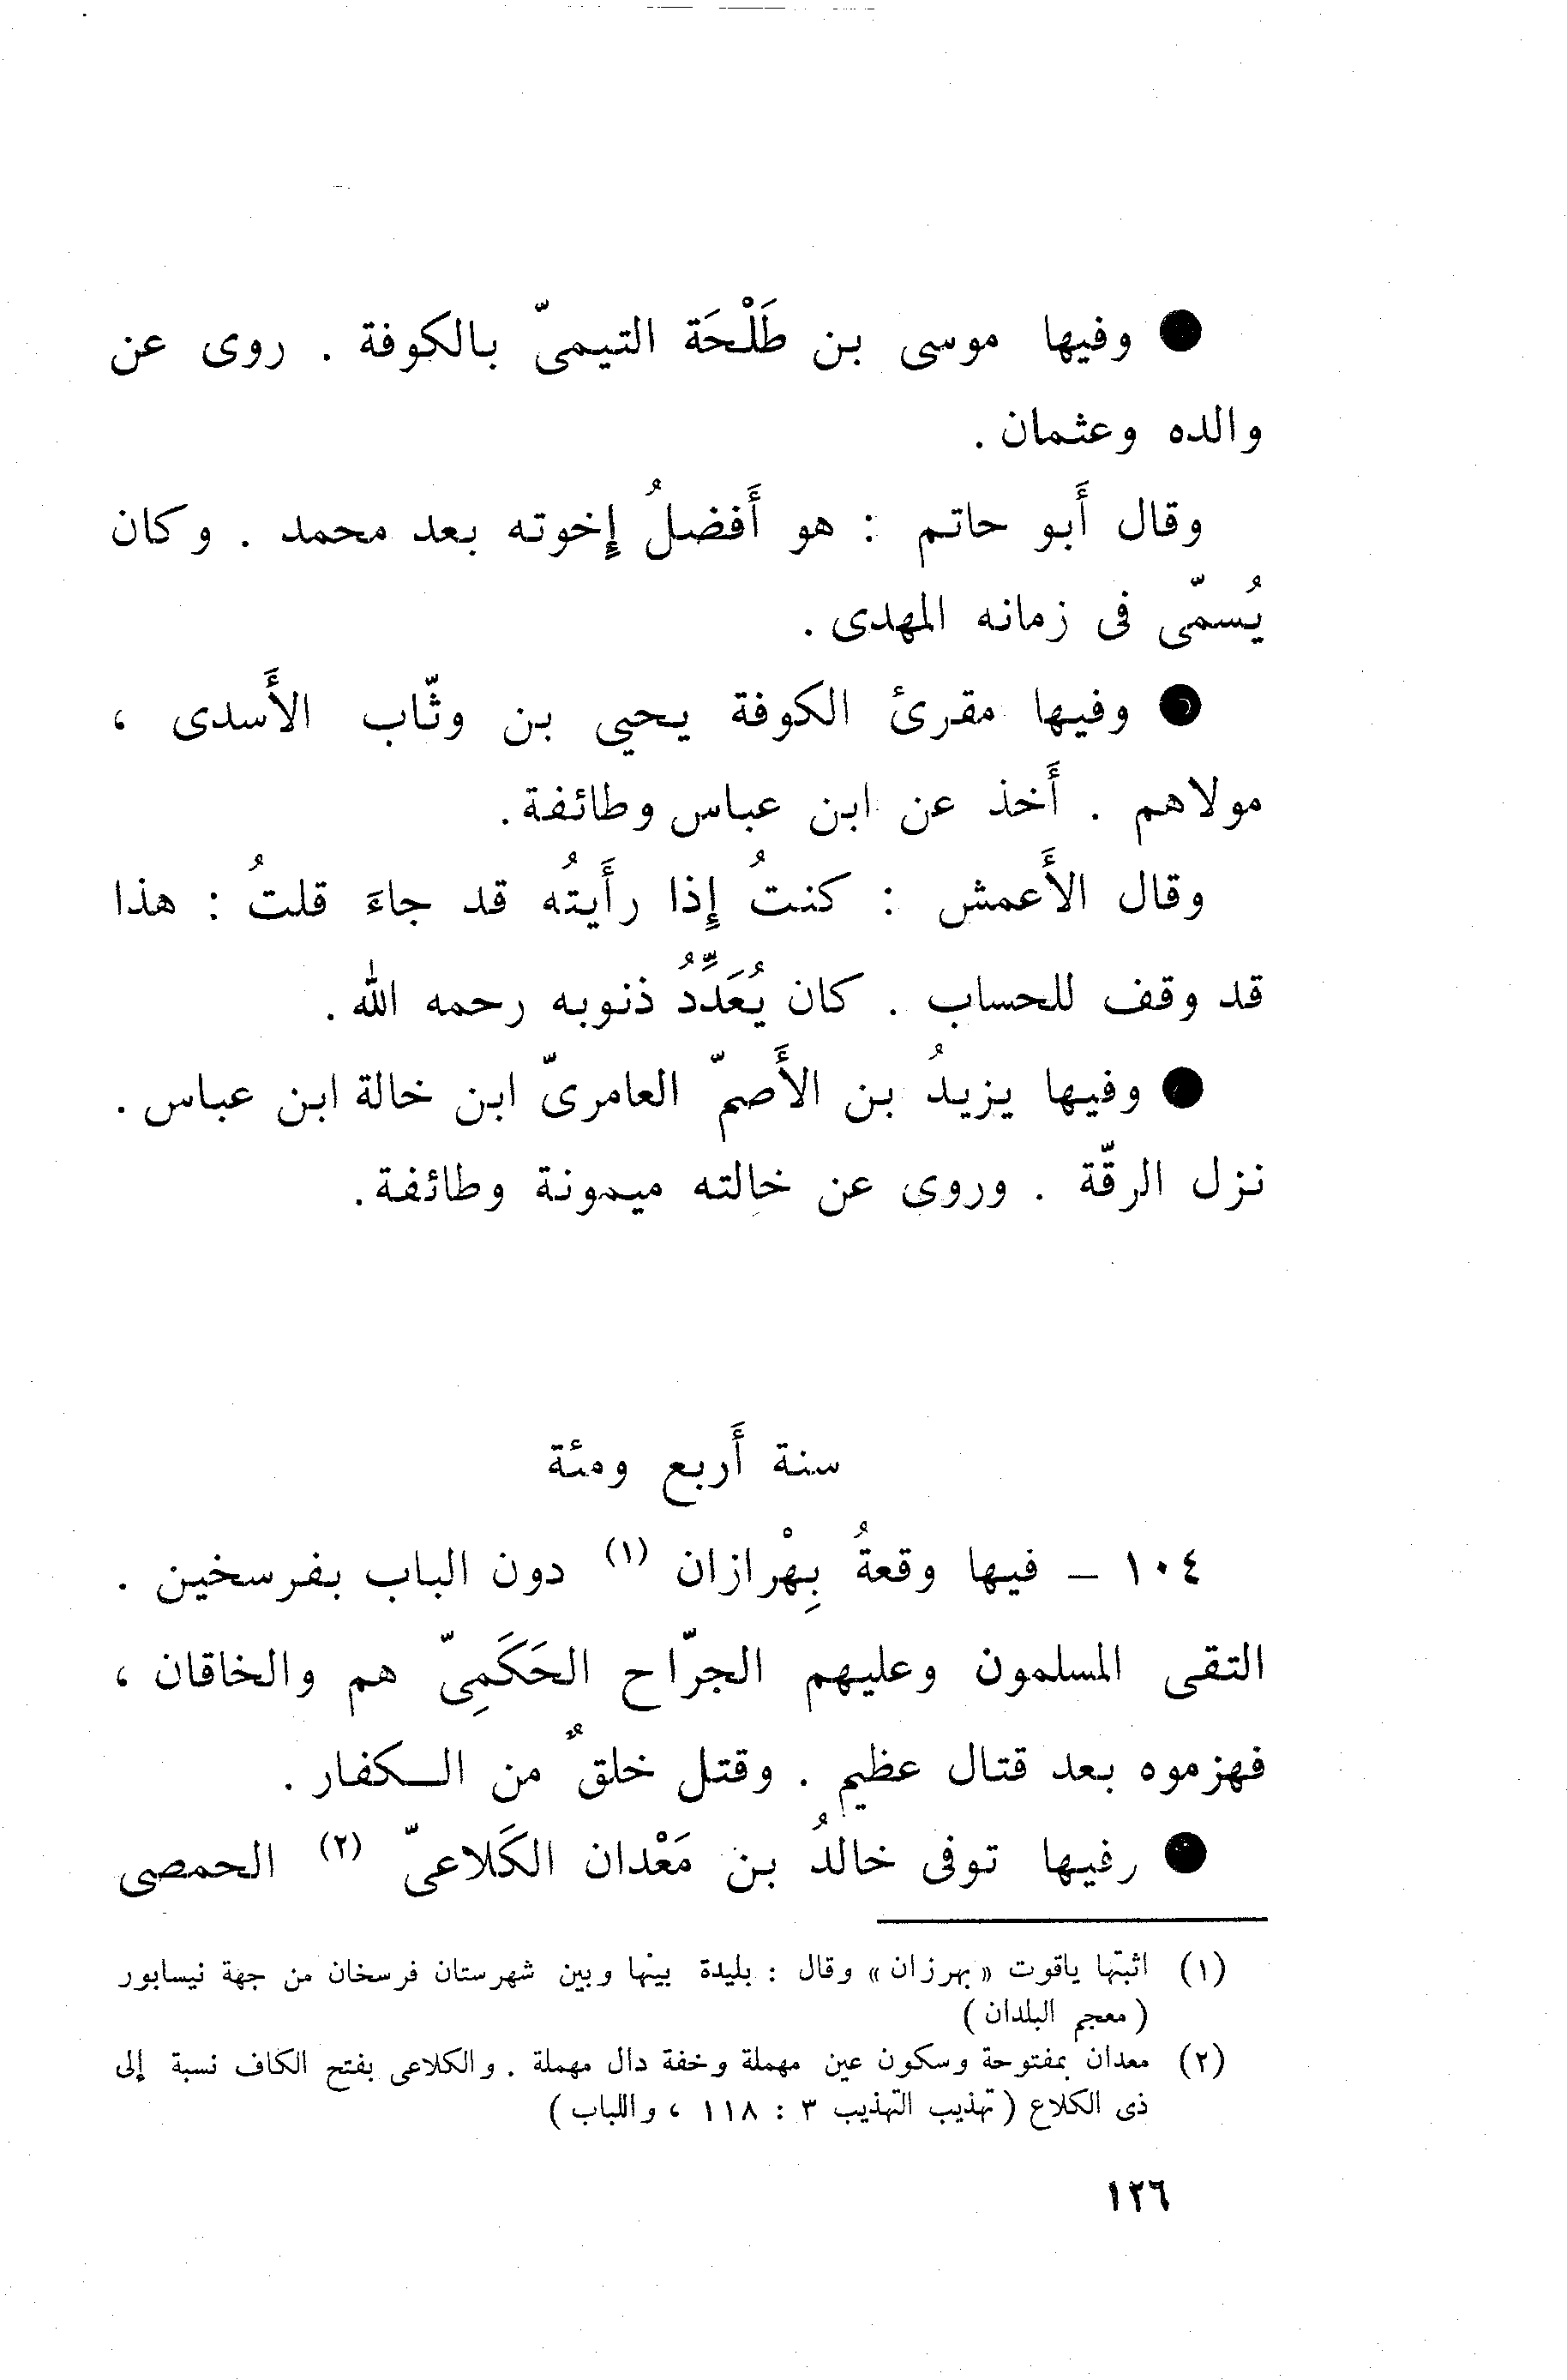 ● وفيها موسى بن طَلْحَة التيمىّ بالكوفة . روى عن
والده وعثمان .
وقال أَبو حاتم : هو أَفضلُ إِخوته بعد محمد . وكان
يُسمّى فى زمانه المهدى .
● وفيها مقرئ الكوفة يحيي بن وثّاب الأَسدى ،
مولاهم . أَخذ عن ابن عباس وطائفة .
وقال الأَعمش : كنتُ إِذا رأَيتُه قد جاءَ قلتُ : هذا
قد وقف للحساب . كان يُعَدِّدُ ذنوبه رحمه الله .
● وفيها يزيدُ بن الأَصمّ العامرىّ ابن خالة ابن عباس .
نزل الرقّة . وروى عن خالته ميمونة وطائفة .
سنة أَربع ومئة
١٠٤ – فيها وقعةُ بِهْرازان (١) دون الباب بفرسخين .
التقى المسلمون وعليهم الجرّاح الحَكَمِىّ هم والخاقان ،
فهزموه بعد قتال عظيم . وقتل خلقٌ من الكفار .
● رفيها توفى خالدُ بن مَعْدان الكَلاعىّ (٢) الحمصى
(١) اثبتها ياقوت « بهرزان » وقال : بليدة بينها وبين شهرستان فرسخان من جهة نيسابور
( معجم البلدان )
(٢) معدان بمفتوحة وسكون عين مهملة وخفة دال مهملة . والكلاعى بفتح الكاف نسبة إلى
ذى الكلاع ( تهذيب التهذيب ٣ : ١١٨ ، واللباب )
١٢٦